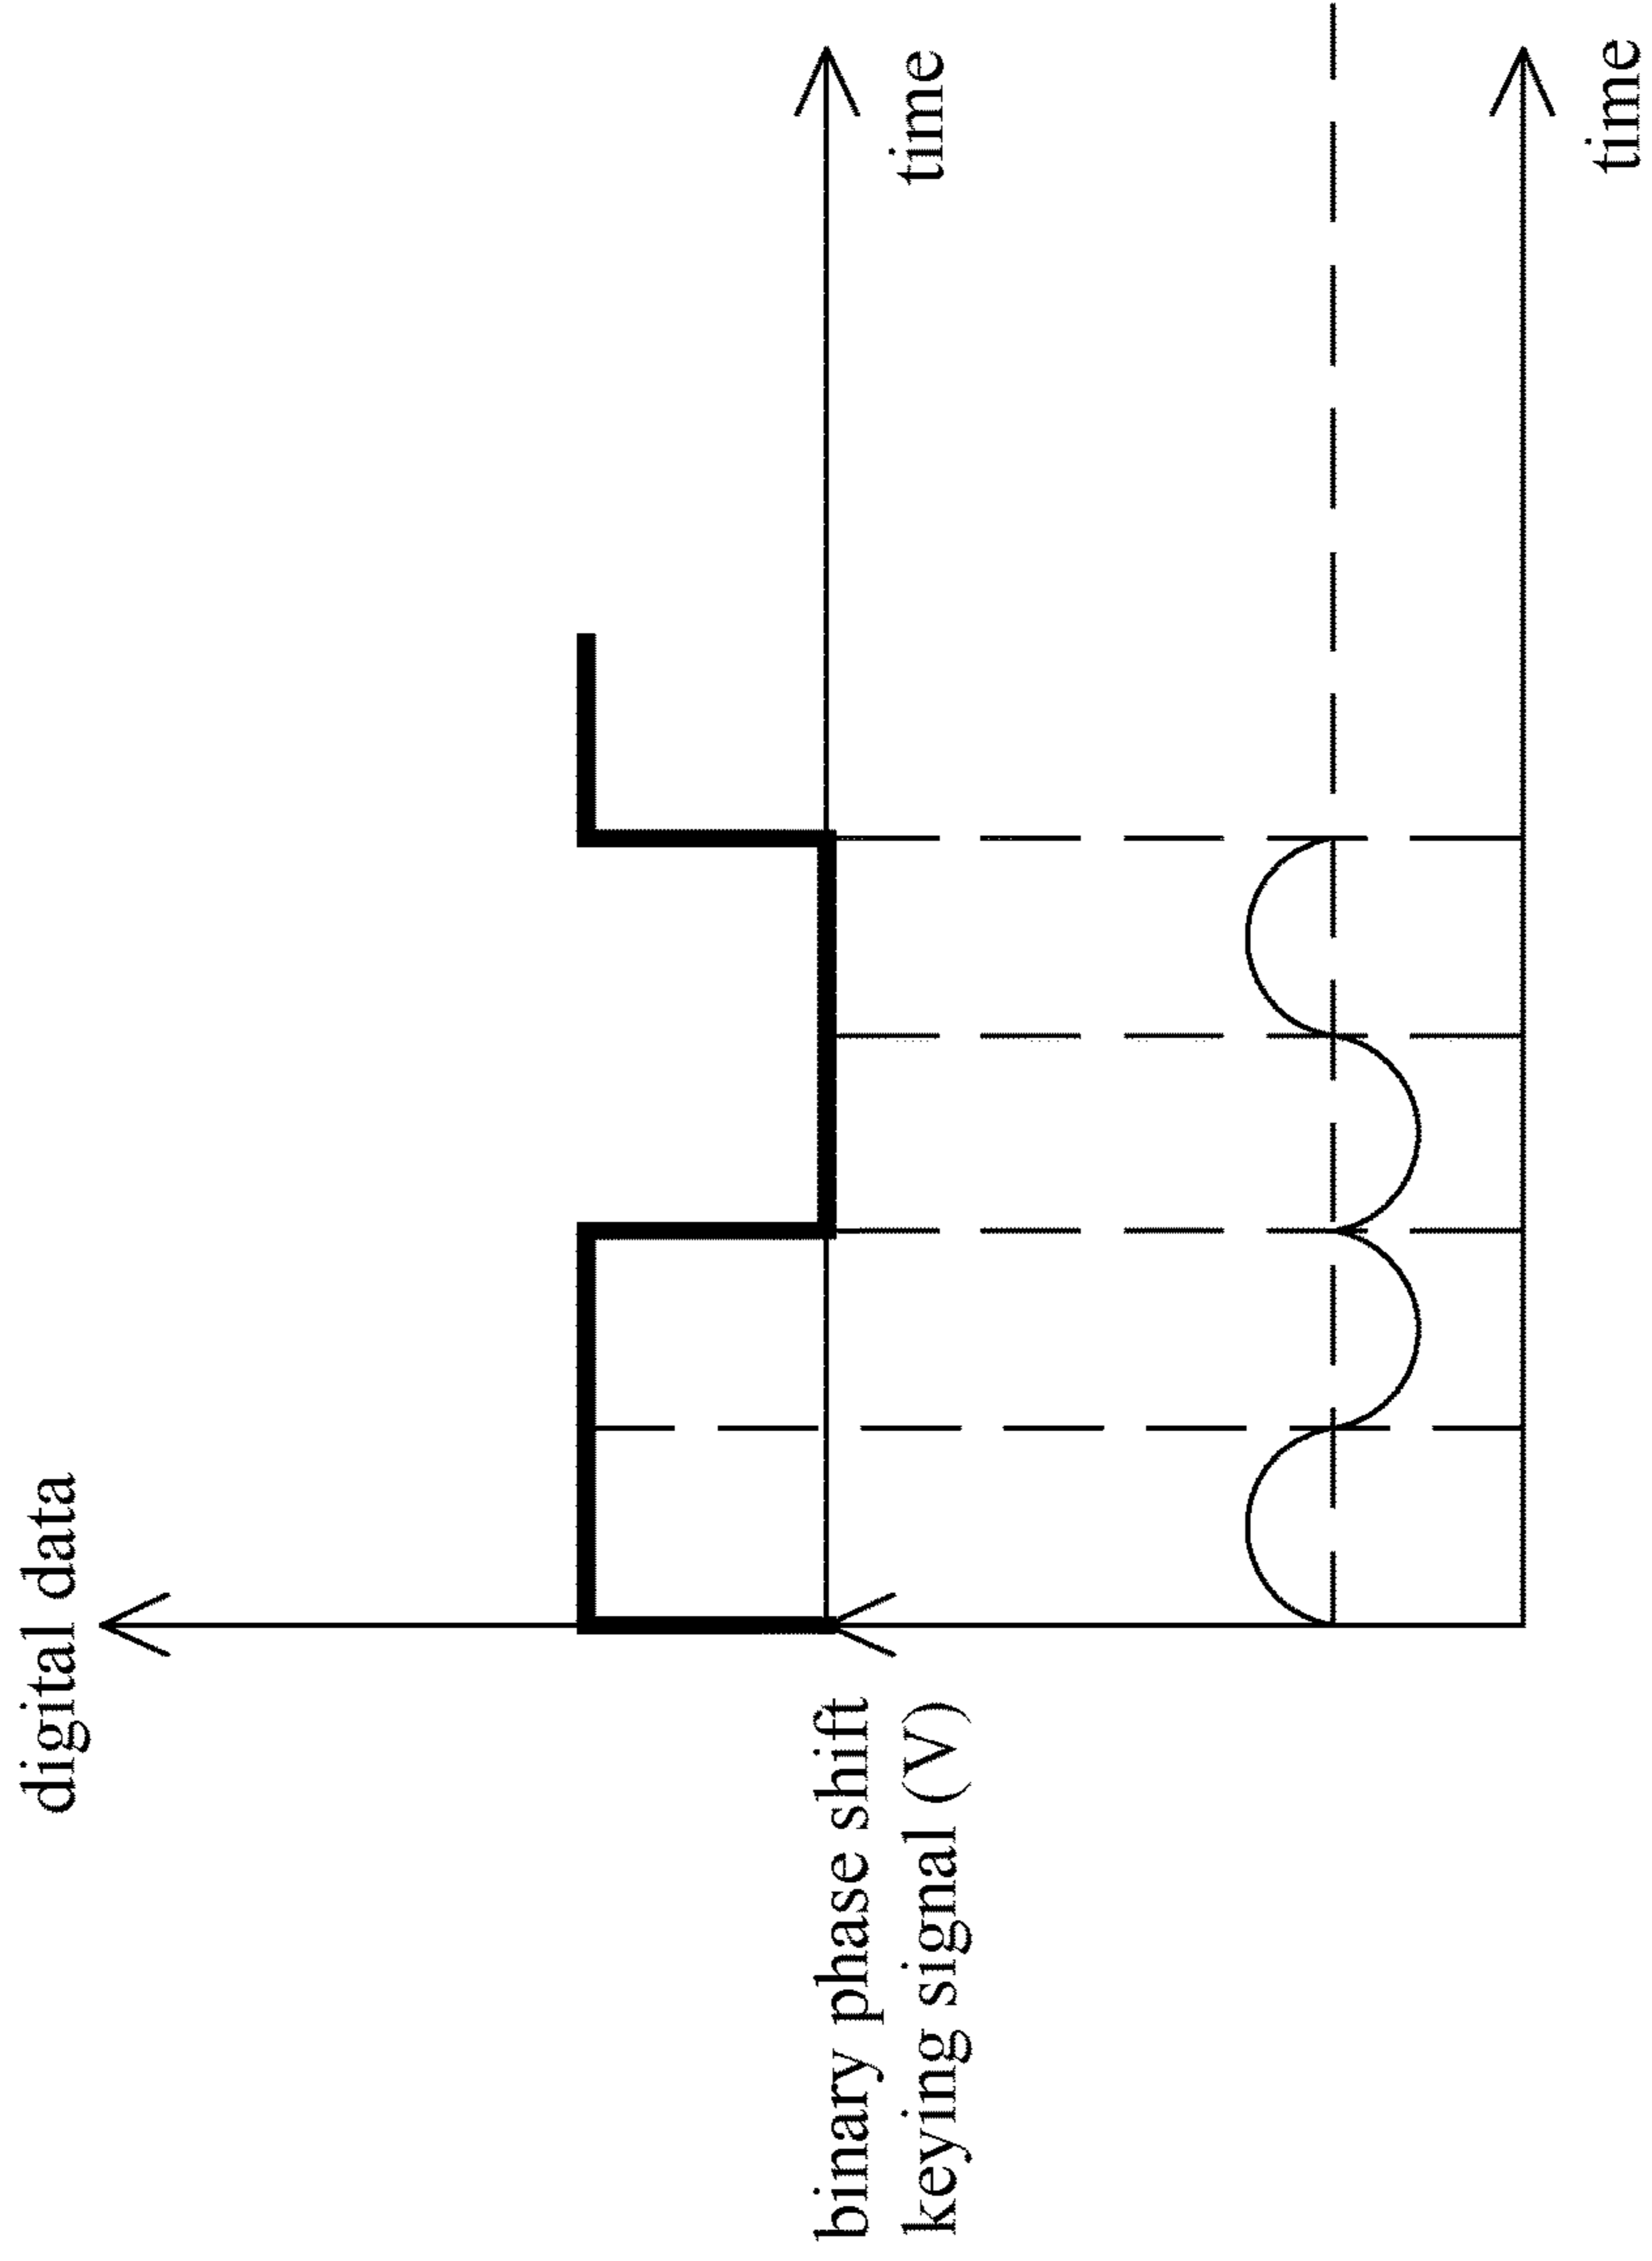 digital data
time
binary phase shift
keying signal (V)
time